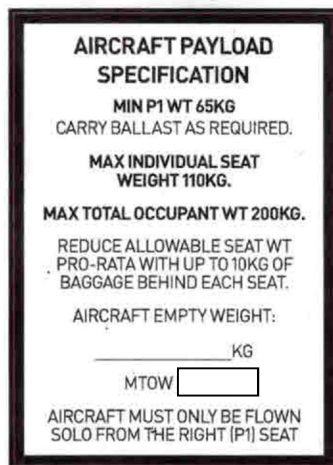 AIRCRAFT PAYLOAD
SPECIFICATION
MIN P1 WT 65KG
CARRY BALLAST AS REQUIRED.
MAX INDIVIDUAL SEAT
WEIGHT 110KG.
MAX TOTAL OCCUPANT WT 200KG.
REDUCE ALLOWABLE SEAT WT
PRO-RATA WITH UP TO 10KG OF
BAGGAGE BEHIND EACH SEAT.
AIRCRAFT EMPTY WEIGHT:
____________________KG
MTOW
AIRCRAFT MUST ONLY BE FLOWN
SOLO FROM THE RIGHT (P1) SEAT